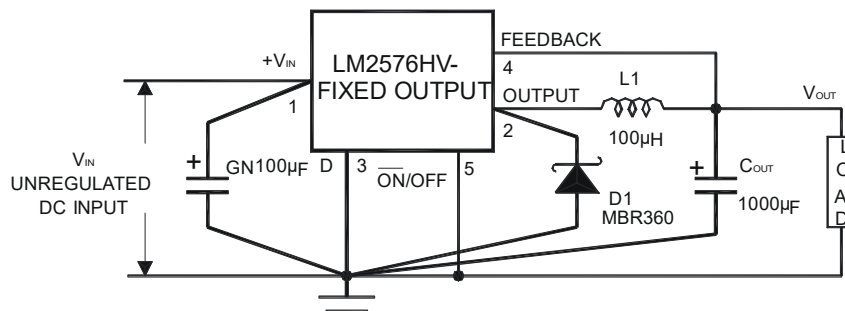 +VIN
1
LM2576HV-
FIXED OUTPUT
FEEDBACK
4
OUTPUT
2
L1
100µH
VOUT
VIN
UNREGULATED
DC INPUT
+
GN100µF
D
3
ON/OFF
5
D1
MBR360
+
COUT
1000µF
LOAD